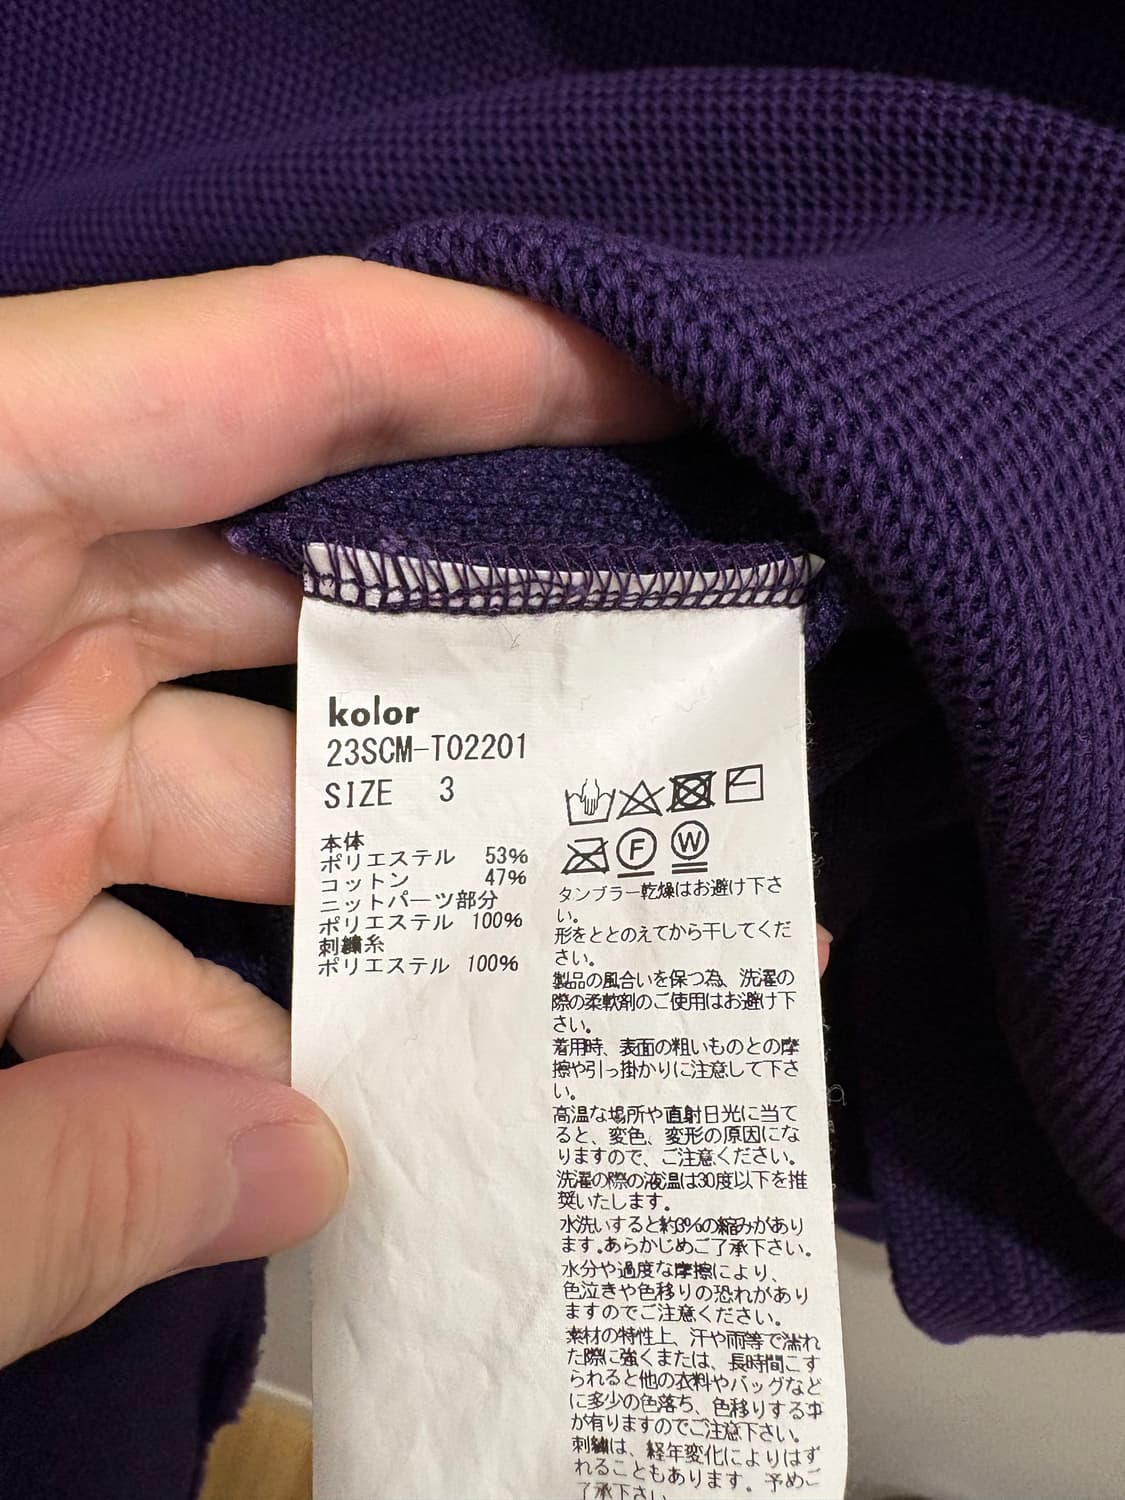 kolor
23SCM-T02201
SIZE 3
本体
ポリエステル 53%
コットン 47%
ニットパーツ部分
ポリエステル 100%
刺繍糸
ポリエステル 100%
F
W
タンブラー乾燥はお避け下さ
い。
形をととのえてから干してくだ
さい。
製品の風合いを保つ為、洗濯の
際の柔軟剤のご使用はお避け下
さい。
着用時、表面の粗いものとの摩
擦や引っ掛かりに注意して下さ
い。
高温な場所や直射日光に当て
ると、変色、変形の原因にな
りますので、ご注意ください。
洗濯の際の液温は30度以下を推
奨いたします。
水洗いすると約3%の縮みがあり
ます。あらかじめご了承下さい。
水分や過度な摩擦により、
色泣きや色移りの恐れがあり
ますのでご注意ください。
素材の特性上、汗や雨等で濡れ
た際に強くまたは、長時間こす
られると他の衣料やバッグなど
に多少の色落ち、色移りする事
が有りますのでご注意下さい。
刺繍は、経年変化によりはず
れることもあります。予めご
了承下さい。